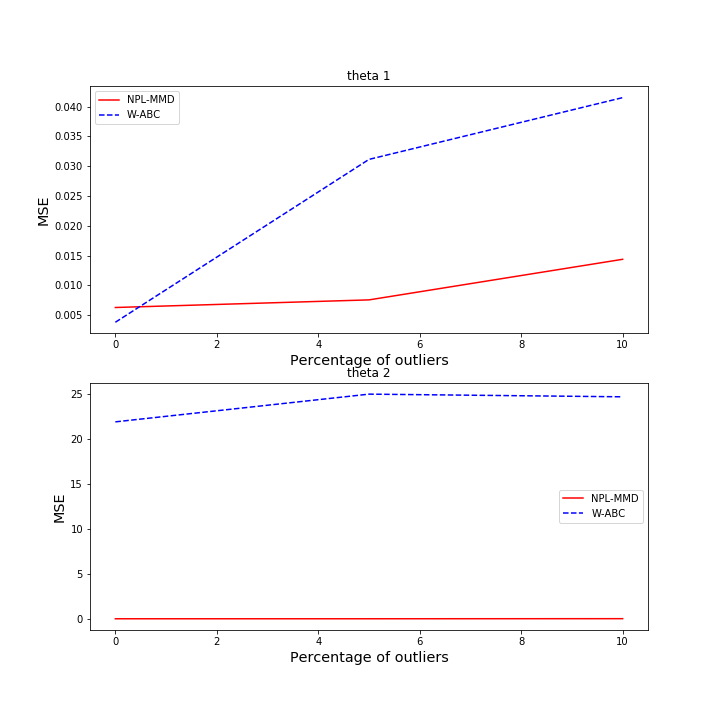 theta 1
NPL-MMD
W-ABC
MSE
0.040
0.035
0.030
0.025
0.020
0.015
0.010
0.005
0 2 4 6 8 10
Percentage of outliers
theta 2
NPL-MMD
W-ABC
MSE
25
20
15
10
5
0
0 2 4 6 8 10
Percentage of outliers